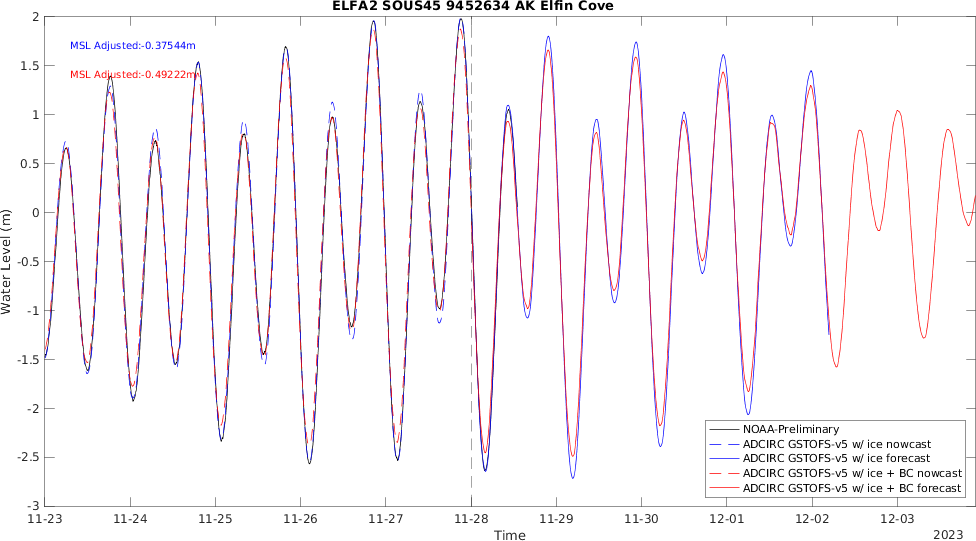 ELFA2 SOUS45 9452634 AK Elfin Cove
MSL Adjusted:-0.37544m
MSL Adjusted:-0.49222m
Water Level (m)
2
1.5
1
0.5
0
-0.5
-1
-1.5
-2
-2.5
-3
NOAA-Preliminary
ADCIRC GSTOFS-v5 w/ ice nowcast
ADCIRC GSTOFS-v5 w/ ice forecast
ADCIRC GSTOFS-v5 w/ ice + BC nowcast
ADCIRC GSTOFS-v5 w/ ice + BC forecast
11-23 11-24 11-25 11-26 11-27 11-28 11-29 11-30 12-01 12-02 12-03
Time
2023